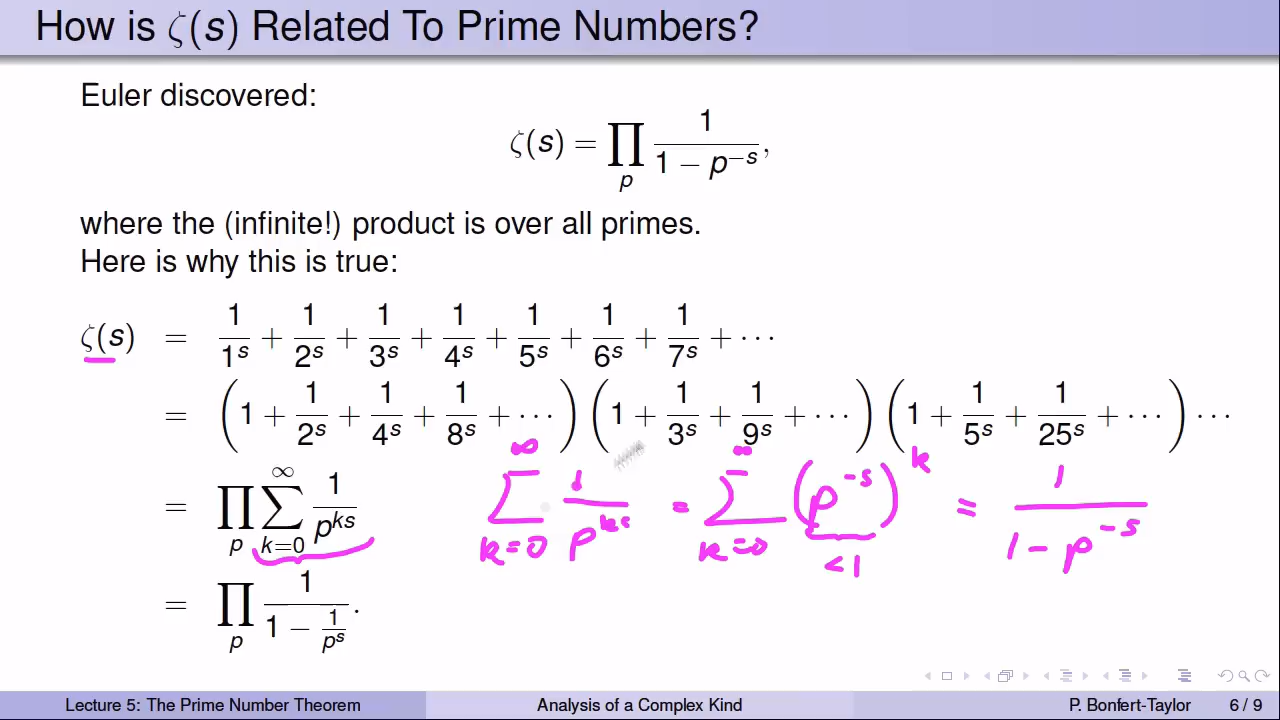 How is ζ(s) Related To Prime Numbers?
Euler discovered:
ζ(s) = ∏_p 1/(1 − p^{−s}),
where the (infinite!) product is over all primes.
Here is why this is true:
ζ(s) = 1/1^s + 1/2^s + 1/3^s + 1/4^s + 1/5^s + 1/6^s + 1/7^s + ⋯
= (1 + 1/2^s + 1/4^s + 1/8^s + ⋯)(1 + 1/3^s + 1/9^s + ⋯)(1 + 1/5^s + 1/25^s + ⋯) ⋯
= ∏_p ∑_{k=0}^{∞} 1/p^{ks} ∑_{k=0}^{∞} 1/p^{ks} = ∑_{k=0}^{∞} (p^{−s})^k = 1/(1 − p^{−s})
<1
= ∏_p 1/(1 − 1/p^s).
Lecture 5: The Prime Number Theorem Analysis of a Complex Kind P. Bonfert-Taylor 6 / 9